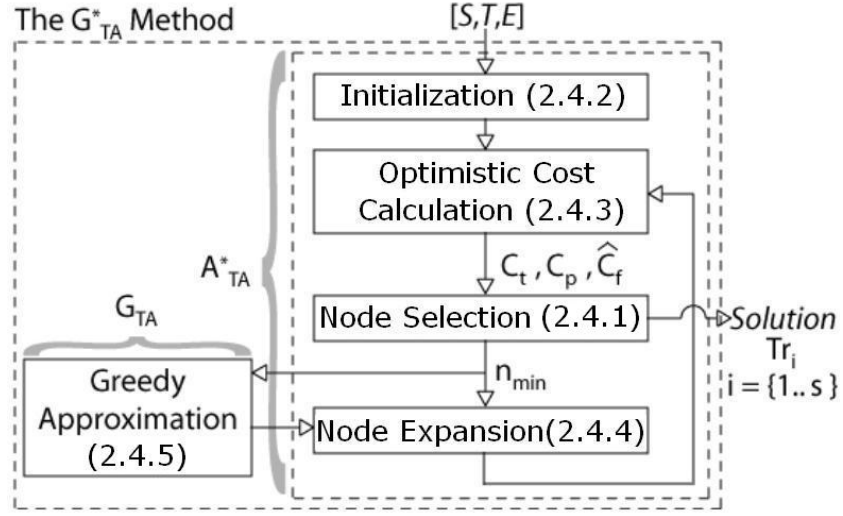 The G*TA Method
[S,T,E]
Initialization (2.4.2)
Optimistic Cost
Calculation (2.4.3)
A*TA
Ct , Cp , Ĉf
GTA
Node Selection (2.4.1)
Solution
Tri
i = {1.. s }
nmin
Greedy
Approximation
(2.4.5)
Node Expansion(2.4.4)